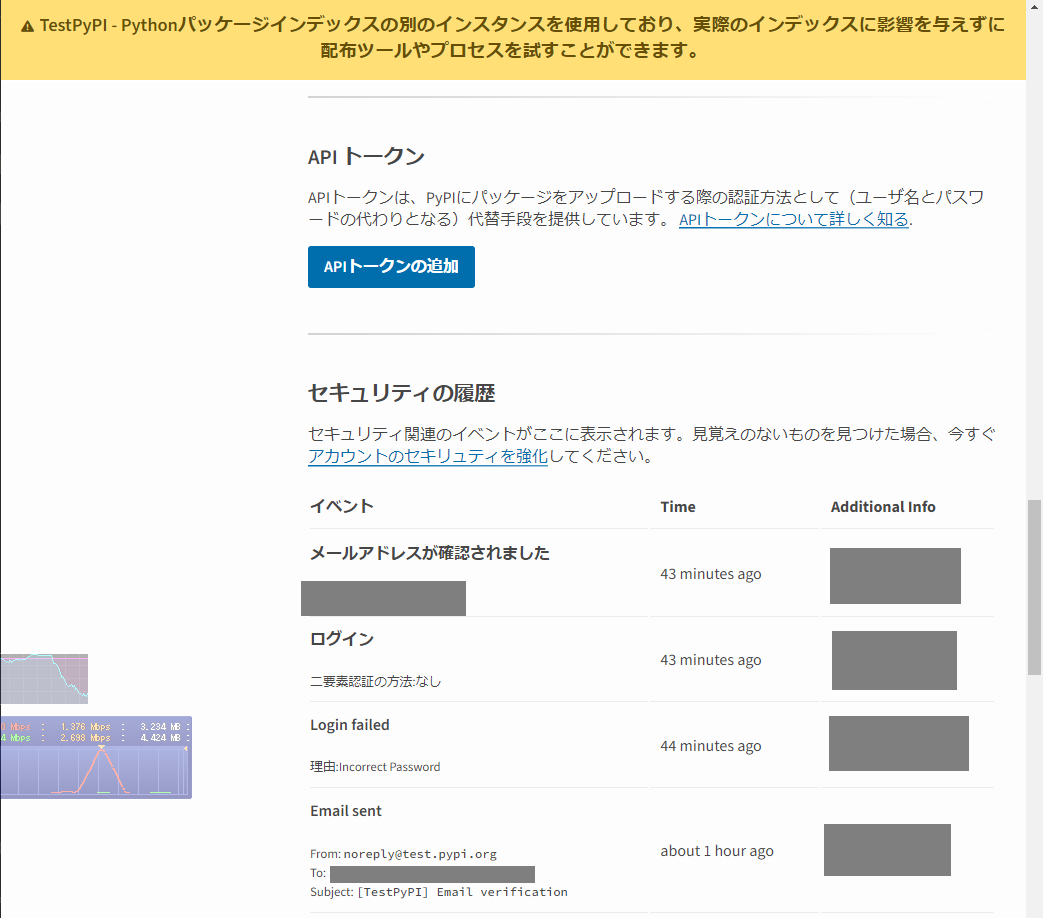 TestPyPI - Pythonパッケージインデックスの別のインスタンスを使用しており、実際のインデックスに影響を与えずに
配布ツールやプロセスを試すことができます。
API トークン
APIトークンは、PyPIにパッケージをアップロードする際の認証方法として（ユーザ名とパスワ
ードの代わりとなる）代替手段を提供しています。 APIトークンについて詳しく知る.
APIトークンの追加
セキュリティの履歴
セキュリティ関連のイベントがここに表示されます。見覚えのないものを見つけた場合、今すぐ
アカウントのセキリュティを強化してください。
イベント Time Additional Info
メールアドレスが確認されました
43 minutes ago
ログイン
43 minutes ago
二要素認証の方法:なし
Login failed
44 minutes ago
理由:Incorrect Password
Email sent
about 1 hour ago
From: noreply@test.pypi.org
To:
Subject: [TestPyPI] Email verification
Mbps : 1.376 Mbps : 3.234 MB :
4 Mbps : 2.698 Mbps : 4.424 MB :